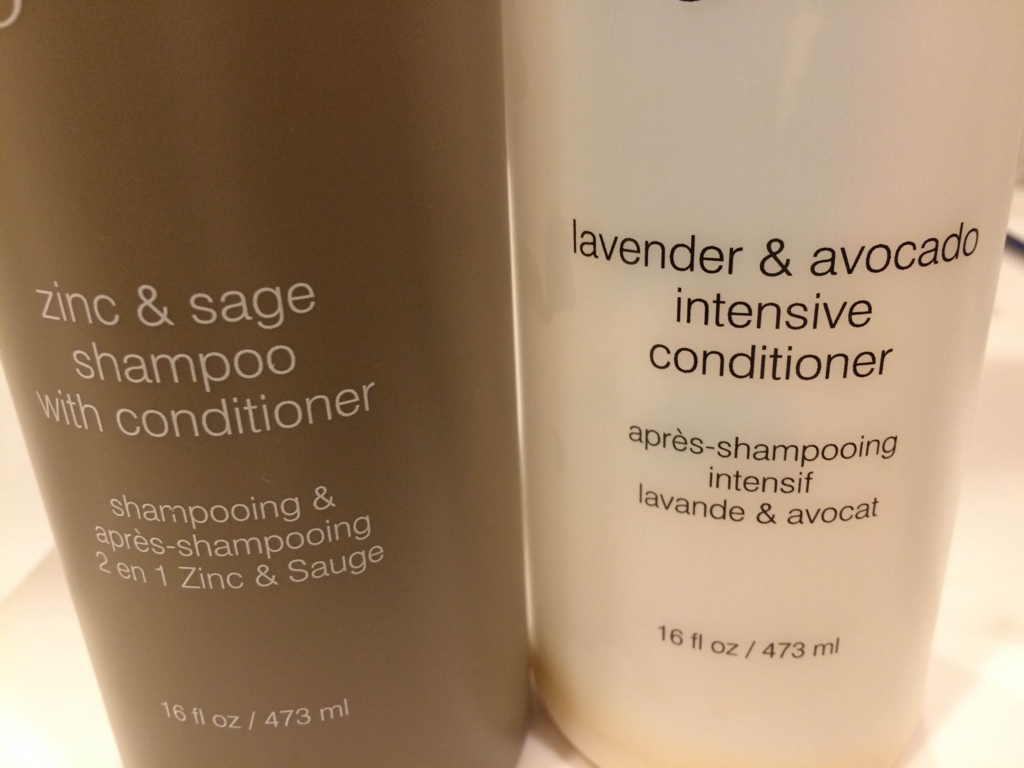 zinc & sage
shampoo
with conditioner
shampooing &
après-shampooing
2 en 1 Zinc & Sauge
16 fl oz / 473 ml
lavender & avocado
intensive
conditioner
après-shampooing
intensif
lavande & avocat
16 fl oz / 473 ml